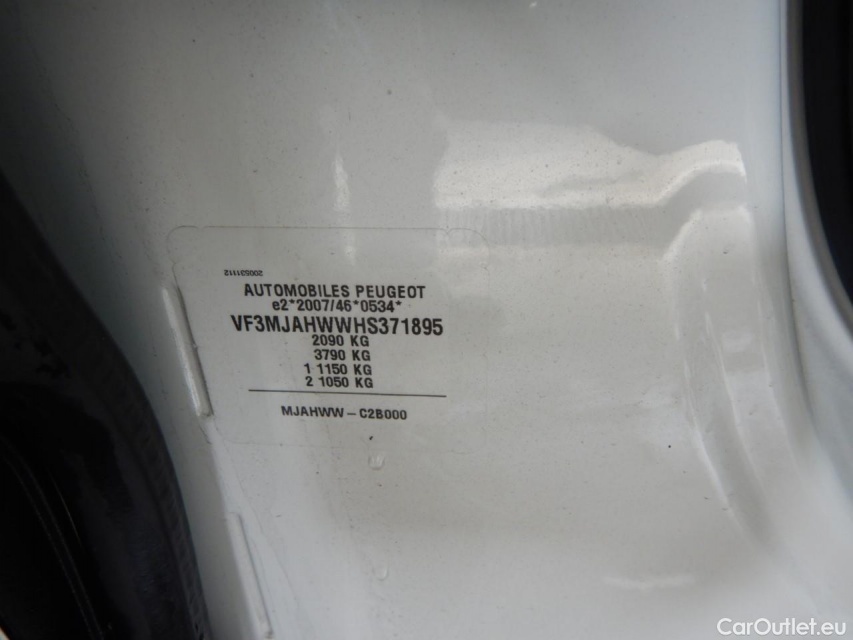 20053112
AUTOMOBILES PEUGEOT
e2*2007/46*0534*
VF3MJAHWWHS371895
2090 KG
3790 KG
1 1150 KG
2 1050 KG
MJAHWW-C2B000
CarOutlet.eu